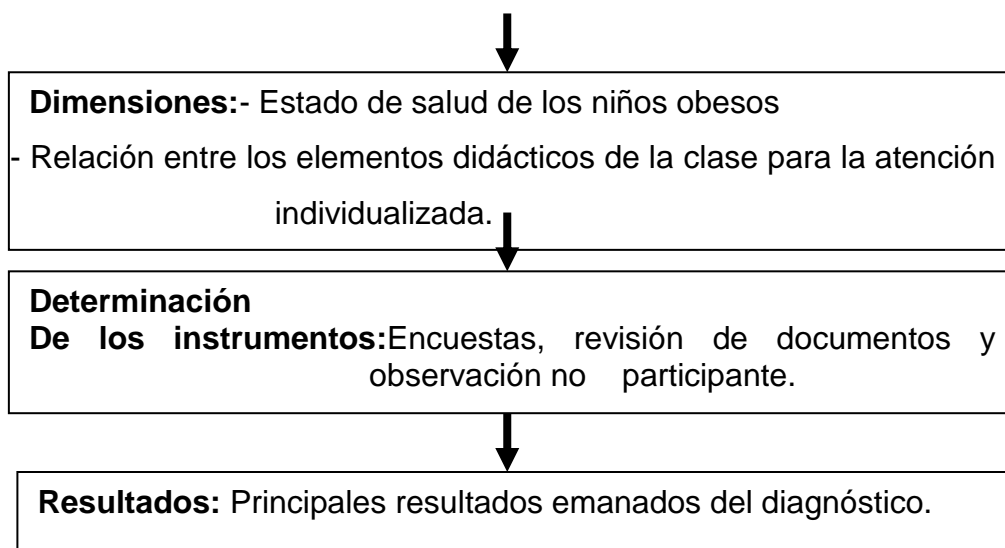 Dimensiones:- Estado de salud de los niños obesos
- Relación entre los elementos didácticos de la clase para la atención
individualizada.
Determinación
De los instrumentos:Encuestas, revisión de documentos y
observación no participante.
Resultados: Principales resultados emanados del diagnóstico.